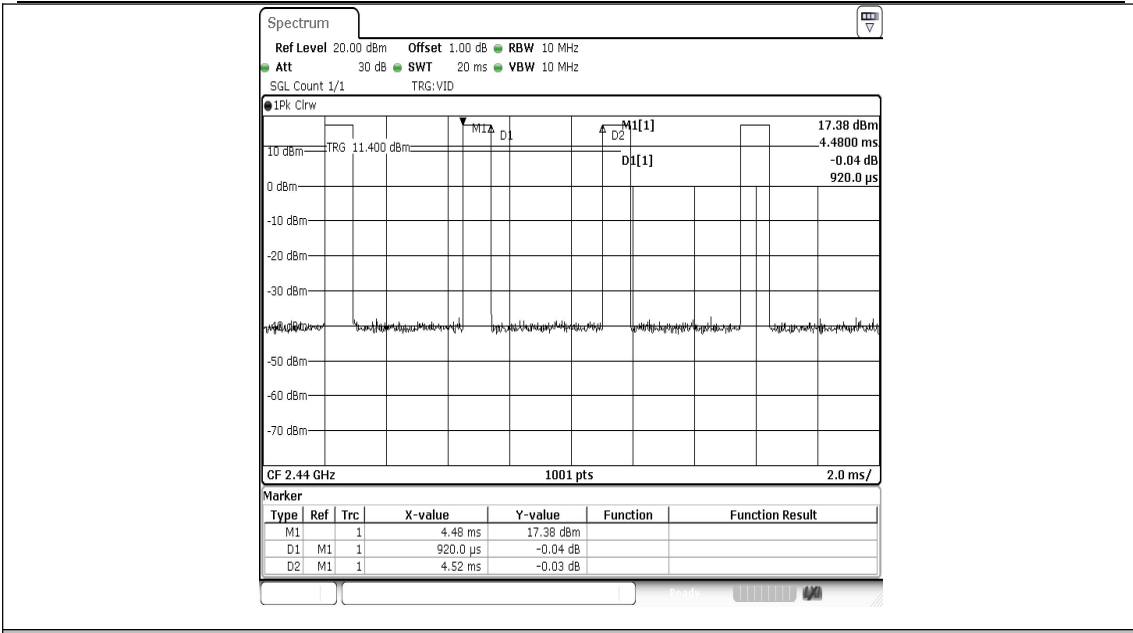 Spectrum
Ref Level 20.00 dBm Offset 1.00 dB RBW 10 MHz
Att 30 dB SWT 20 ms VBW 10 MHz
SGL Count 1/1 TRG:VID
1Pk Clrw
M1 D1 D2 M1[1] 17.38 dBm
4.4800 ms
10 dBm TRG 11.400 dBm
D1[1] -0.04 dB
920.0 µs
0 dBm
-10 dBm
-20 dBm
-30 dBm
-40 dBm
-50 dBm
-60 dBm
-70 dBm
CF 2.44 GHz 1001 pts 2.0 ms/
Marker
Type Ref Trc X-value Y-value Function Function Result
M1 1 4.48 ms 17.38 dBm
D1 M1 1 920.0 µs -0.04 dB
D2 M1 1 4.52 ms -0.03 dB
Ready
LXI